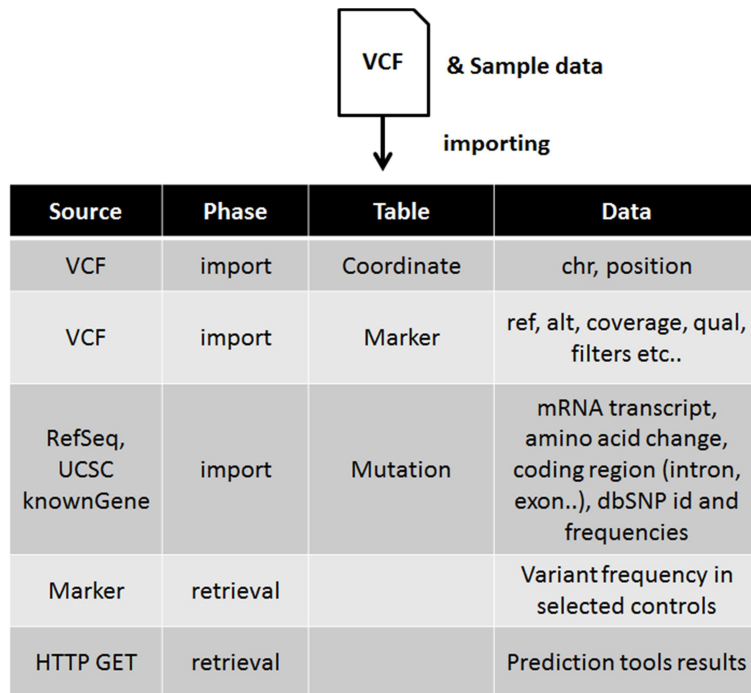 VCF
& Sample data
importing
Source Phase Table Data
VCF import Coordinate chr, position
VCF import Marker ref, alt, coverage, qual,
filters etc..
RefSeq,
UCSC
knownGene
import
Mutation
mRNA transcript,
amino acid change,
coding region (intron,
exon..), dbSNP id and
frequencies
Marker retrieval Variant frequency in
selected controls
HTTP GET retrieval Prediction tools results